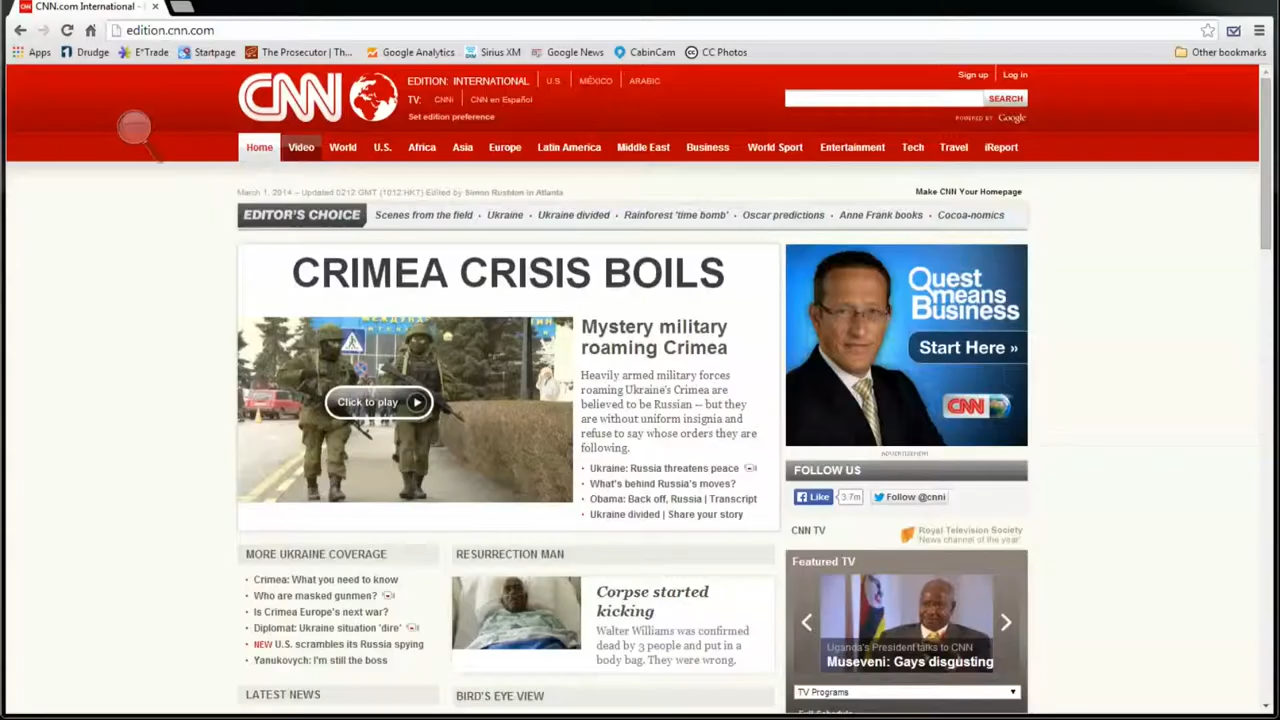 CNN.com International -
edition.cnn.com
Apps Drudge E*Trade Startpage The Prosecutor | Th... Google Analytics Sirius XM Google News CabinCam CC Photos Other bookmarks
CNN
EDITION: INTERNATIONAL U.S MÉXICO ARABIC
TV: CNNi CNN en Español
Set edition preference
Sign up Log in
SEARCH
POWERED BY Google
Home Video World U.S. Africa Asia Europe Latin America Middle East Business World Sport Entertainment Tech Travel iReport
March 1, 2014 -- Updated 0212 GMT (1012 HKT) Edited by Simon Rushton in Atlanta
Make CNN Your Homepage
EDITOR'S CHOICE Scenes from the field · Ukraine · Ukraine divided · Rainforest 'time bomb' · Oscar predictions · Anne Frank books · Cocoa-nomics
CRIMEA CRISIS BOILS
Click to play
Mystery military
roaming Crimea
Heavily armed military forces
roaming Ukraine's Crimea are
believed to be Russian -- but they
are without uniform insignia and
refuse to say whose orders they are
following.
· Ukraine: Russia threatens peace
· What's behind Russia's moves?
· Obama: Back off, Russia | Transcript
· Ukraine divided | Share your story
Quest
means
Business
Start Here »
CNN
ADVERTISEMENT
FOLLOW US
Like 3.7m Follow @cnni
CNN TV
Royal Television Society
News channel of the year
Featured TV
Uganda's President talks to CNN
Museveni: Gays disgusting
TV Programs
MORE UKRAINE COVERAGE
· Crimea: What you need to know
· Who are masked gunmen?
· Is Crimea Europe's next war?
· Diplomat: Ukraine situation 'dire'
· NEW U.S. scrambles its Russia spying
· Yanukovych: I'm still the boss
RESURRECTION MAN
Corpse started
kicking
Walter Williams was confirmed
dead by 3 people and put in a
body bag. They were wrong.
LATEST NEWS
BIRD'S EYE VIEW